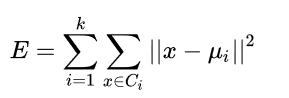 E = \sum_{i=1}^{k} \sum_{x \in C_i} ||x - \mu_i||^2